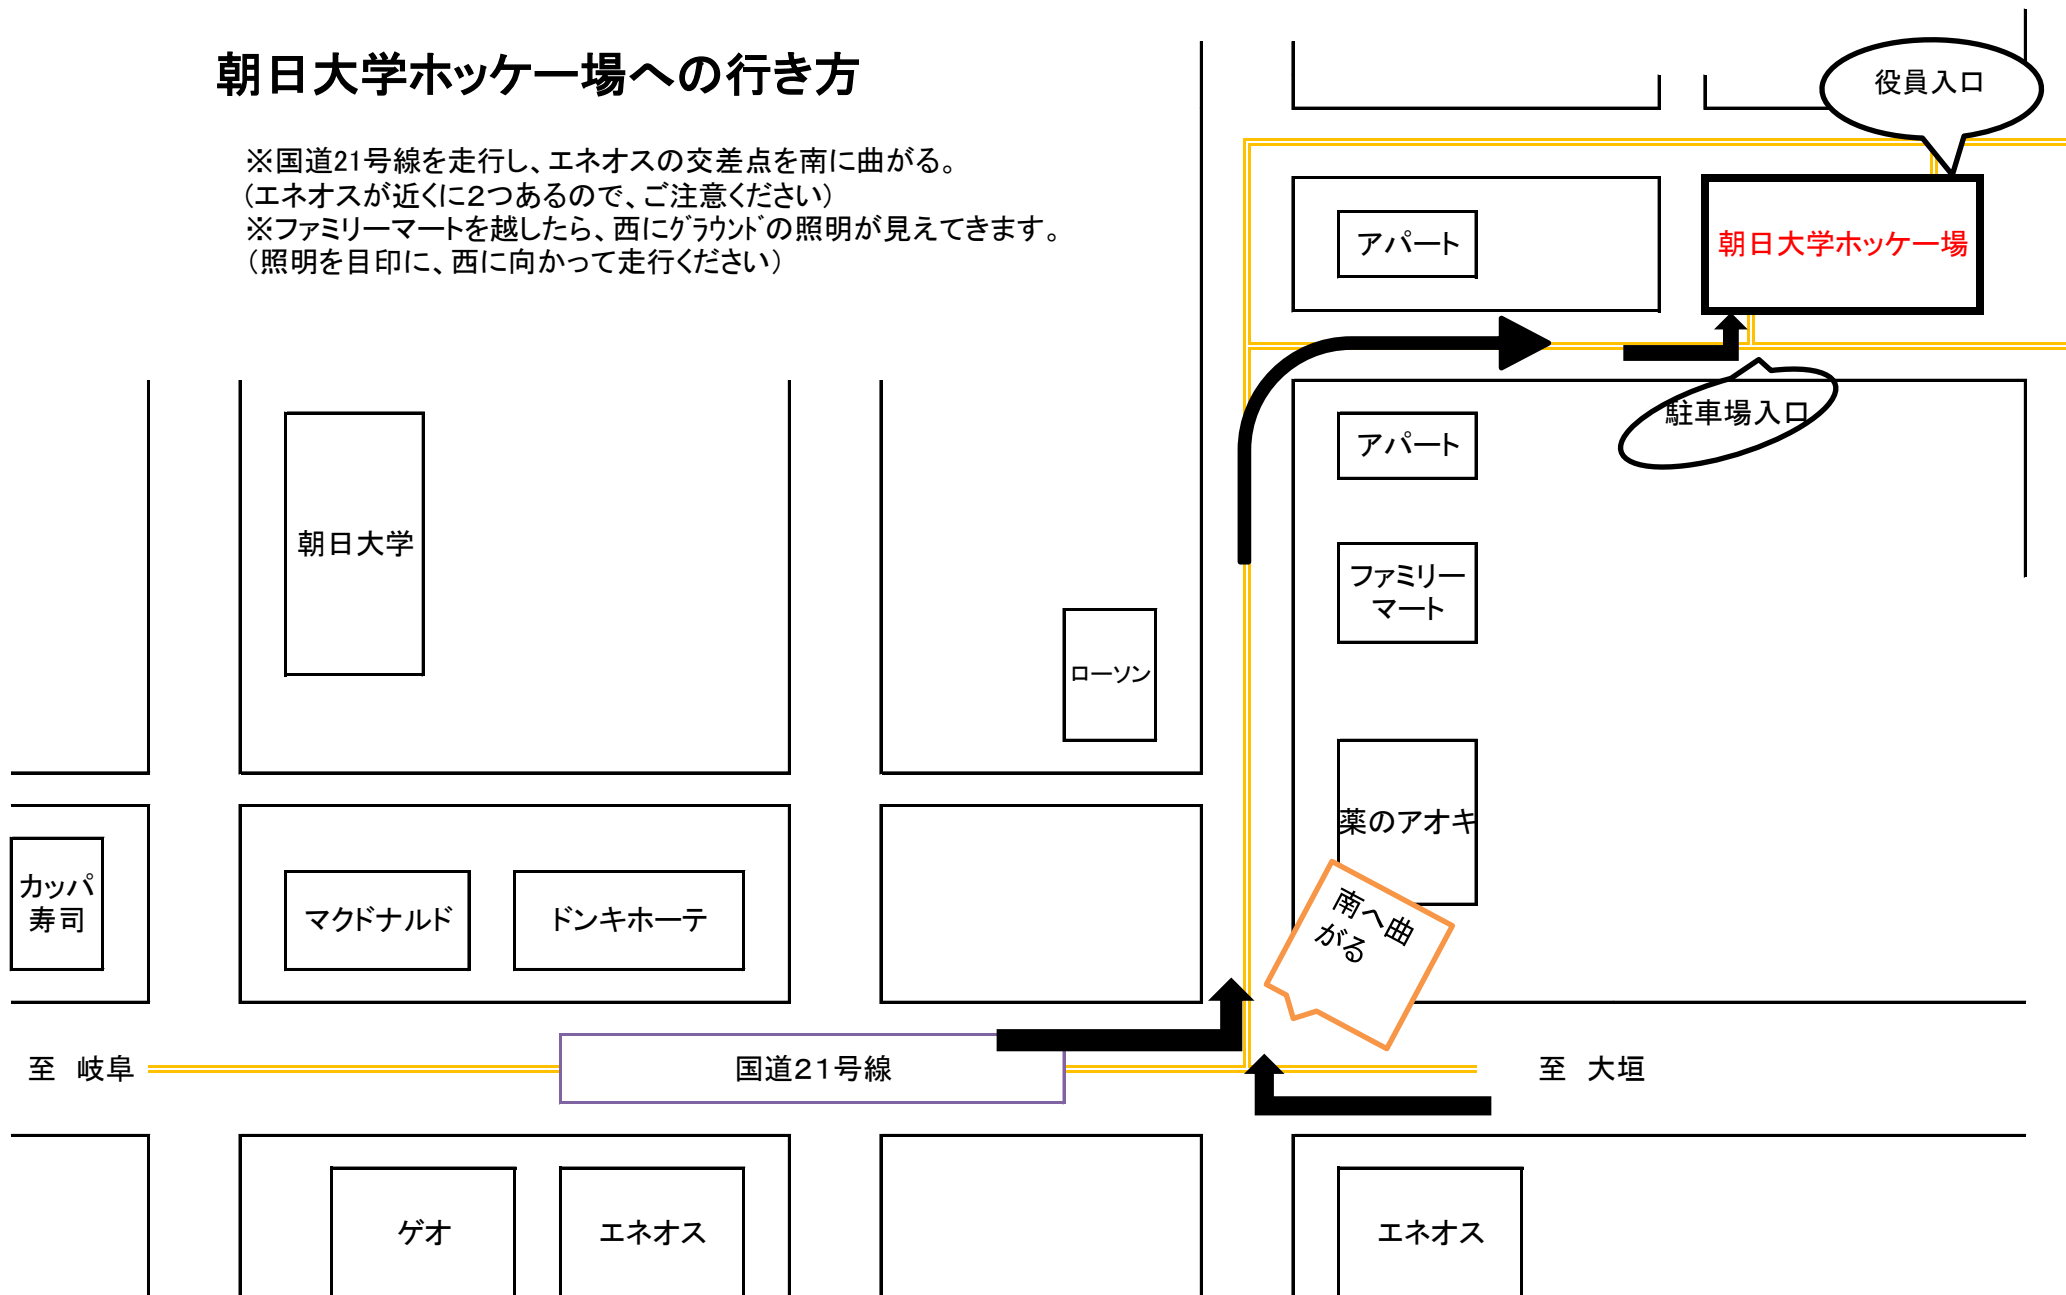 朝日大学ホッケー場への行き方
※国道21号線を走行し、エネオスの交差点を南に曲がる。
(エネオスが近くに２つあるので、ご注意ください)
※ファミリーマートを越したら、西にｸﾞﾗｳﾝﾄﾞの照明が見えてきます。
（照明を目印に、西に向かって走行ください）
役員入口
アパート
朝日大学ホッケー場
駐車場入口
アパート
朝日大学
ファミリー
マート
ローソン
薬のアオキ
カッパ
寿司
マクドナルド
ドンキホーテ
南へ曲
がる
至　岐阜
国道２１号線
至　大垣
ゲオ
エネオス
エネオス